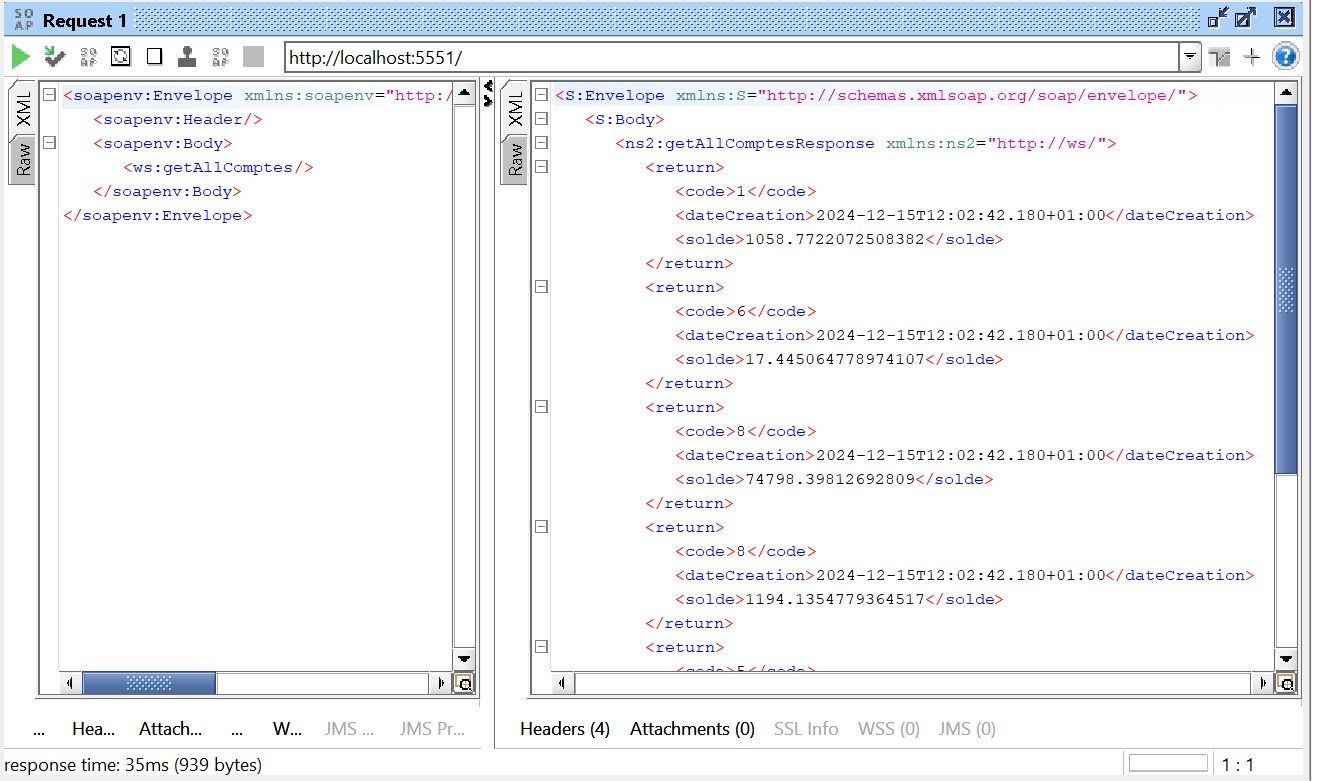 SO AP Request 1
http://localhost:5551/
XML
Raw
<soapenv:Envelope xmlns:soapenv="http:/
<soapenv:Header/>
<soapenv:Body>
<ws:getAllComptes/>
</soapenv:Body>
</soapenv:Envelope>
XML
Raw
<S:Envelope xmlns:S="http://schemas.xmlsoap.org/soap/envelope/">
<S:Body>
<ns2:getAllComptesResponse xmlns:ns2="http://ws/">
<return>
<code>1</code>
<dateCreation>2024-12-15T12:02:42.180+01:00</dateCreation>
<solde>1058.7722072508382</solde>
</return>
<return>
<code>6</code>
<dateCreation>2024-12-15T12:02:42.180+01:00</dateCreation>
<solde>17.445064778974107</solde>
</return>
<return>
<code>8</code>
<dateCreation>2024-12-15T12:02:42.180+01:00</dateCreation>
<solde>74798.39812692809</solde>
</return>
<return>
<code>8</code>
<dateCreation>2024-12-15T12:02:42.180+01:00</dateCreation>
<solde>1194.1354779364517</solde>
</return>
<return>
<code>5</code>
... Hea... Attach... ... W... JMS ... JMS Pr...
Headers (4) Attachments (0) SSL Info WSS (0) JMS (0)
response time: 35ms (939 bytes)
1 : 1